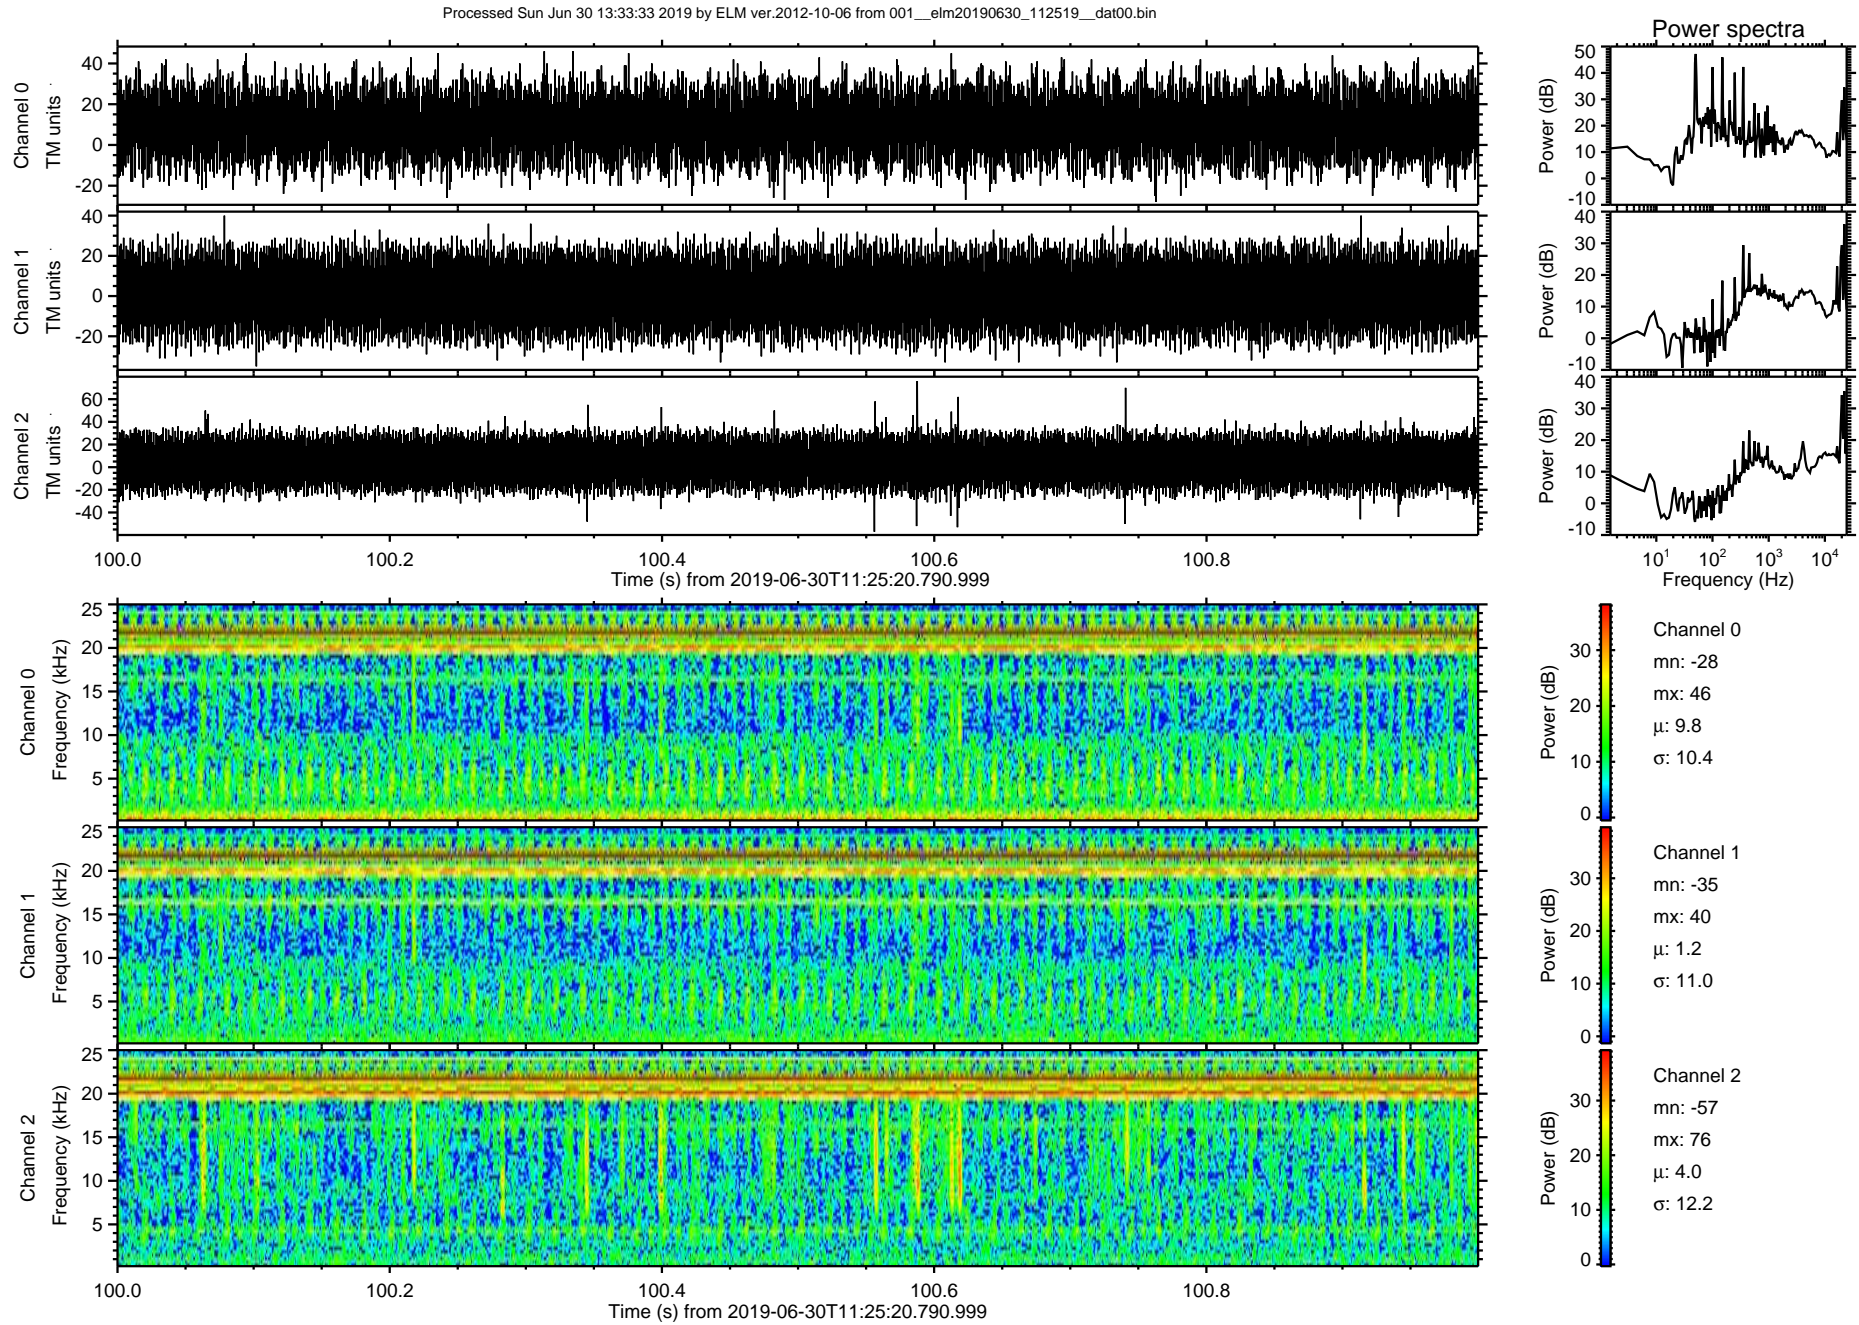 Processed Sun Jun 30 13:33:33 2019 by ELM ver.2012-10-06 from 001__elm20190630_112519__dat00.bin
Power spectra
Channel 0
TM units
40
20
0
-20
Power (dB)
50
40
30
20
10
0
-10
Channel 1
TM units
40
20
0
-20
Power (dB)
40
30
20
10
0
-10
Channel 2
TM units
60
40
20
0
-20
-40
Power (dB)
40
30
20
10
0
-10
100.0 100.2 100.4 100.6 100.8
Time (s) from 2019-06-30T11:25:20.790.999
10¹ 10² 10³ 10⁴
Frequency (Hz)
Channel 0
Frequency (kHz)
25
20
15
10
5
Power (dB)
30
20
10
0
Channel 0
mn: -28
mx: 46
µ: 9.8
σ: 10.4
Channel 1
Frequency (kHz)
25
20
15
10
5
Power (dB)
30
20
10
0
Channel 1
mn: -35
mx: 40
µ: 1.2
σ: 11.0
Channel 2
Frequency (kHz)
25
20
15
10
5
Power (dB)
30
20
10
0
Channel 2
mn: -57
mx: 76
µ: 4.0
σ: 12.2
100.0 100.2 100.4 100.6 100.8
Time (s) from 2019-06-30T11:25:20.790.999